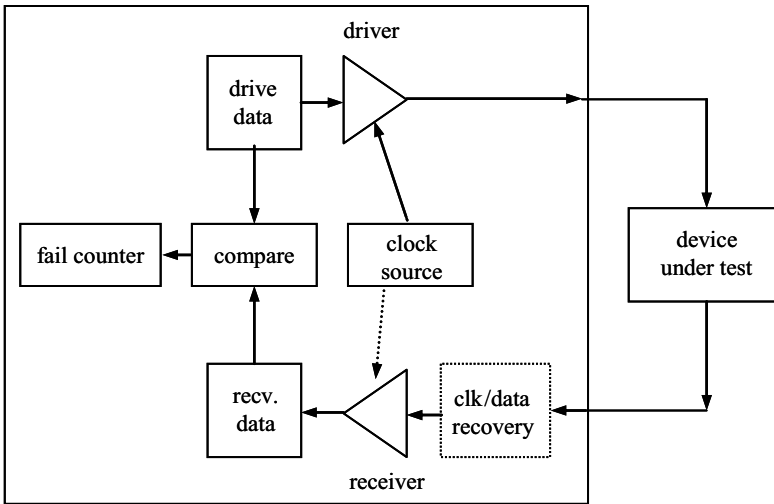 driver
drive
data
fail counter
compare
clock
source
device
under test
recv.
data
clk/data
recovery
receiver